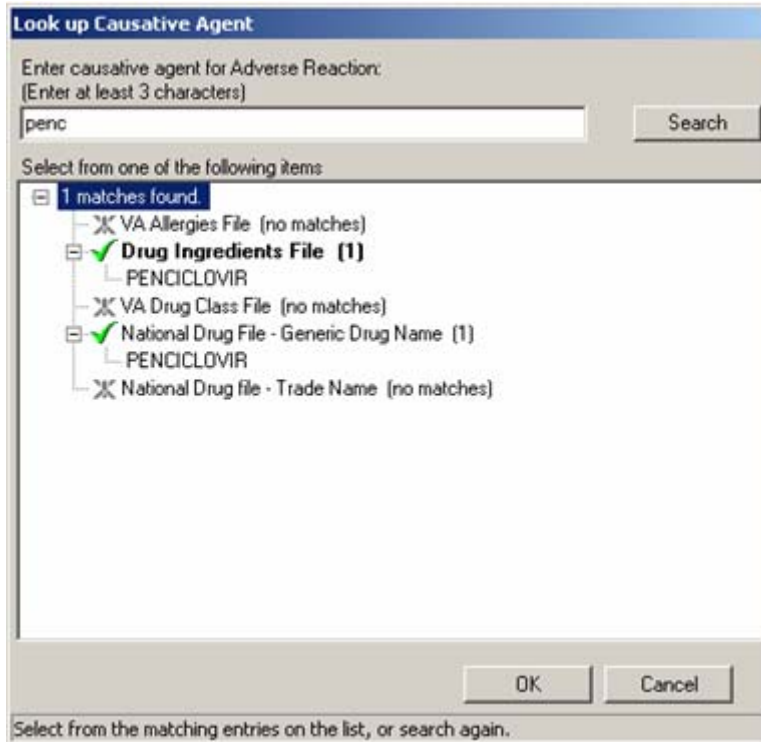 Look up Causative Agent
Enter causative agent for Adverse Reaction:
(Enter at least 3 characters)
penc
Search
Select from one of the following items
1 matches found.
VA Allergies File (no matches)
Drug Ingredients File (1)
PENCICLOVIR
VA Drug Class File (no matches)
National Drug File - Generic Drug Name (1)
PENCICLOVIR
National Drug file - Trade Name (no matches)
OK Cancel
Select from the matching entries on the list, or search again.